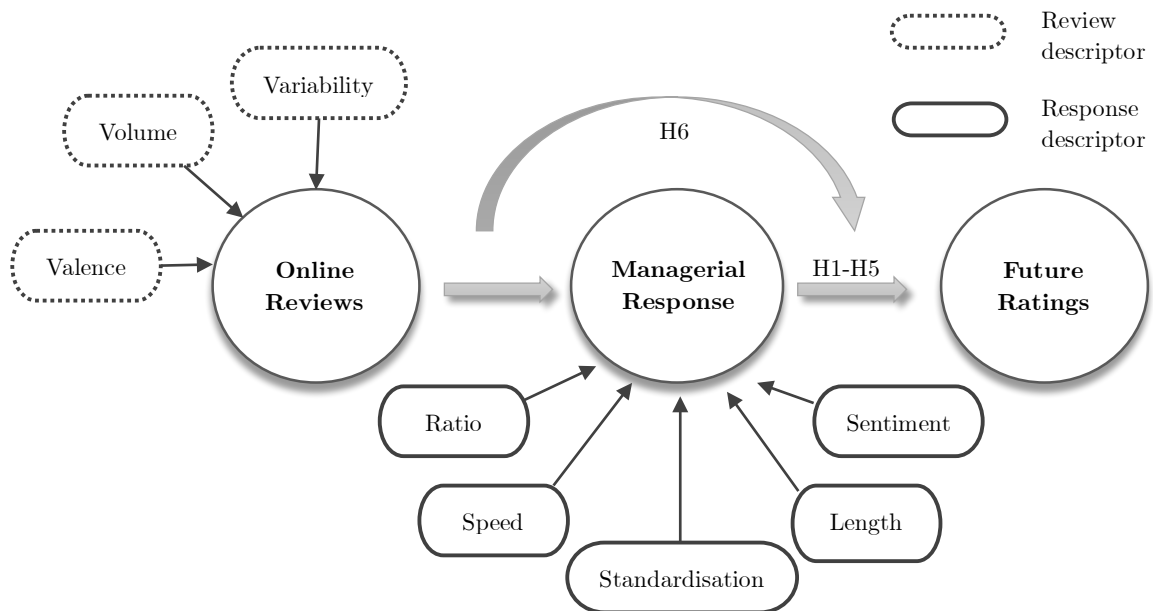 Review
descriptor
Variability
Volume
Response
descriptor
H6
Valence
Online
Reviews
Managerial
Response
H1-H5
Future
Ratings
Ratio
Sentiment
Speed
Length
Standardisation